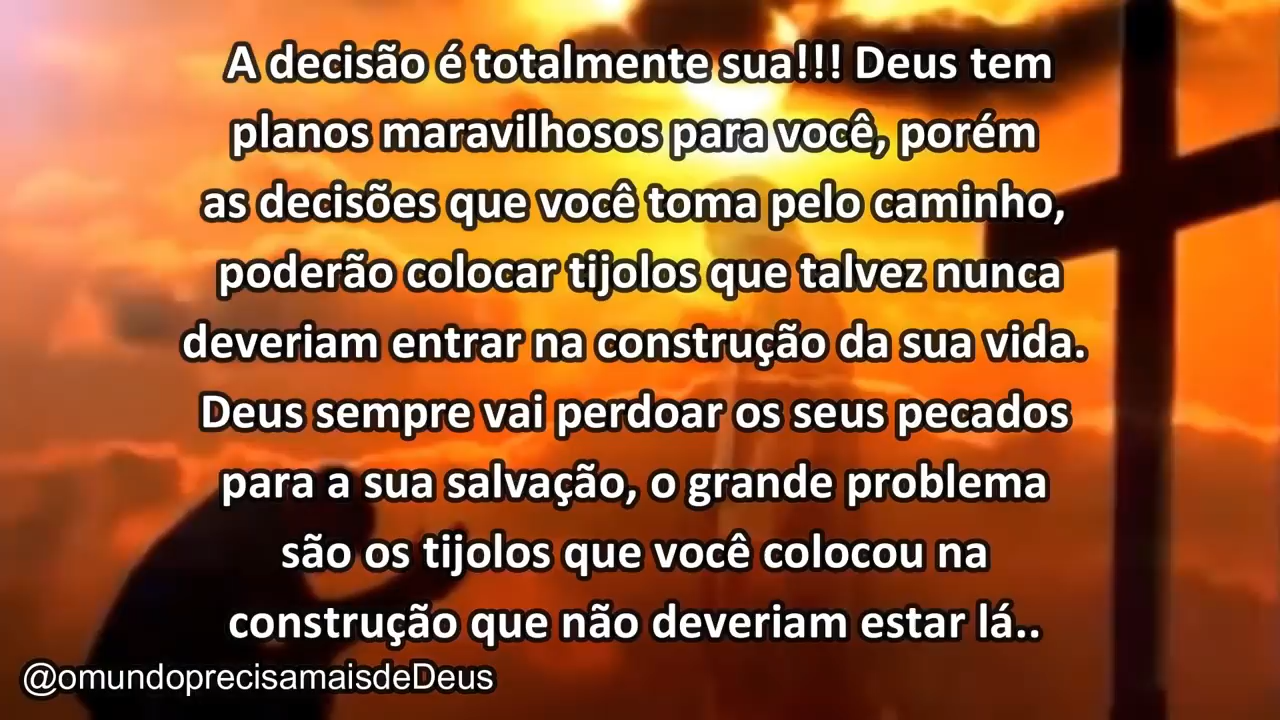 A decisão é totalmente sua!!! Deus tem
planos maravilhosos para você, porém
as decisões que você toma pelo caminho,
poderão colocar tijolos que talvez nunca
deveriam entrar na construção da sua vida.
Deus sempre vai perdoar os seus pecados
para a sua salvação, o grande problema
são os tijolos que você colocou na
construção que não deveriam estar lá..
@omundoprecisamaisdeDeus